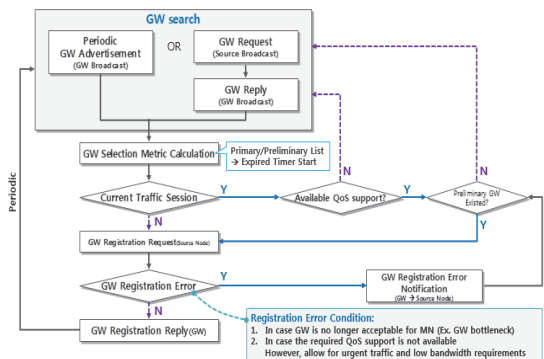 GW search
Periodic
GW Advertisement
(GW Broadcast)
OR
GW Request
(Source Broadcast)
GW Reply
(GW Broadcast)
GW Selection Metric Calculation
Primary/Preliminary List
→ Expired Timer Start
Current Traffic Session
Y
Available QoS support?
Y
Preliminary GW
Existed?
N
N
N
Y
Periodic
GW Registration Request(Source Node)
GW Registration Error
Y
GW Registration Error
Notification
(GW → Source Node)
N
GW Registration Reply(GW)
Registration Error Condition:
1. In case GW is no longer acceptable for MN (Ex. GW bottleneck)
2. In case the required QoS support is not available
However, allow for urgent traffic and low bandwidth requirements